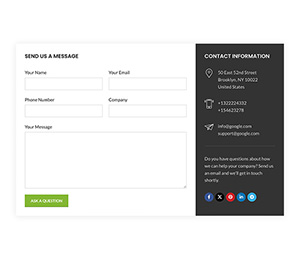 SEND US A MESSAGE
Your Name
Your Email
Phone Number
Company
Your Message
ASK A QUESTION
CONTACT INFORMATION
50 East 52nd Street
Brooklyn, NY 10022
United States
+1322224332
+154623278
info@google.com
support@google.com
Do you have questions about how
we can help your company? Send us
an email and we'll get in touch
shortly.